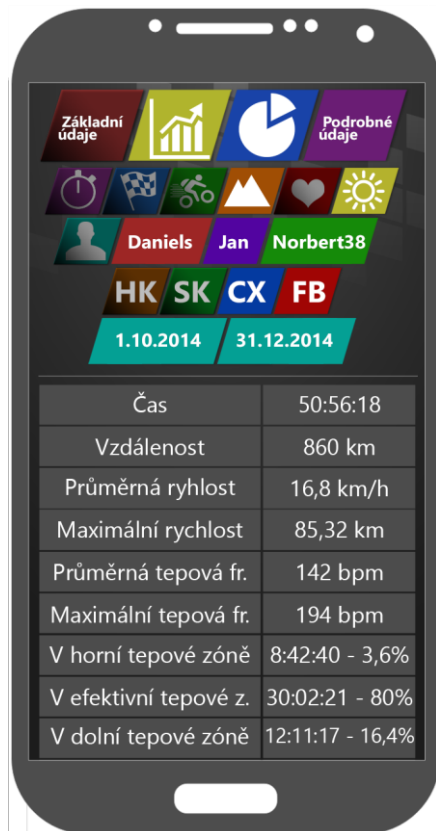 Základní
údaje
Podrobné
údaje
Daniels Jan Norbert38
HK SK CX FB
1.10.2014 31.12.2014
Čas 50:56:18
Vzdálenost 860 km
Průměrná ryhlost 16,8 km/h
Maximální rychlost 85,32 km
Průměrná tepová fr. 142 bpm
Maximální tepová fr. 194 bpm
V horní tepové zóně 8:42:40 - 3,6%
V efektivní tepové z. 30:02:21 - 80%
V dolní tepové zóně 12:11:17 - 16,4%